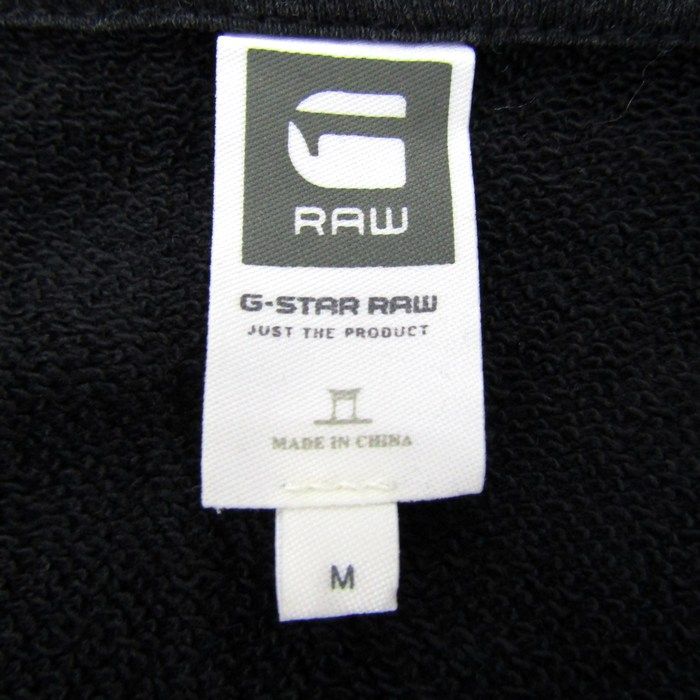 RAW
G-STAR RAW
JUST THE PRODUCT
MADE IN CHINA
M